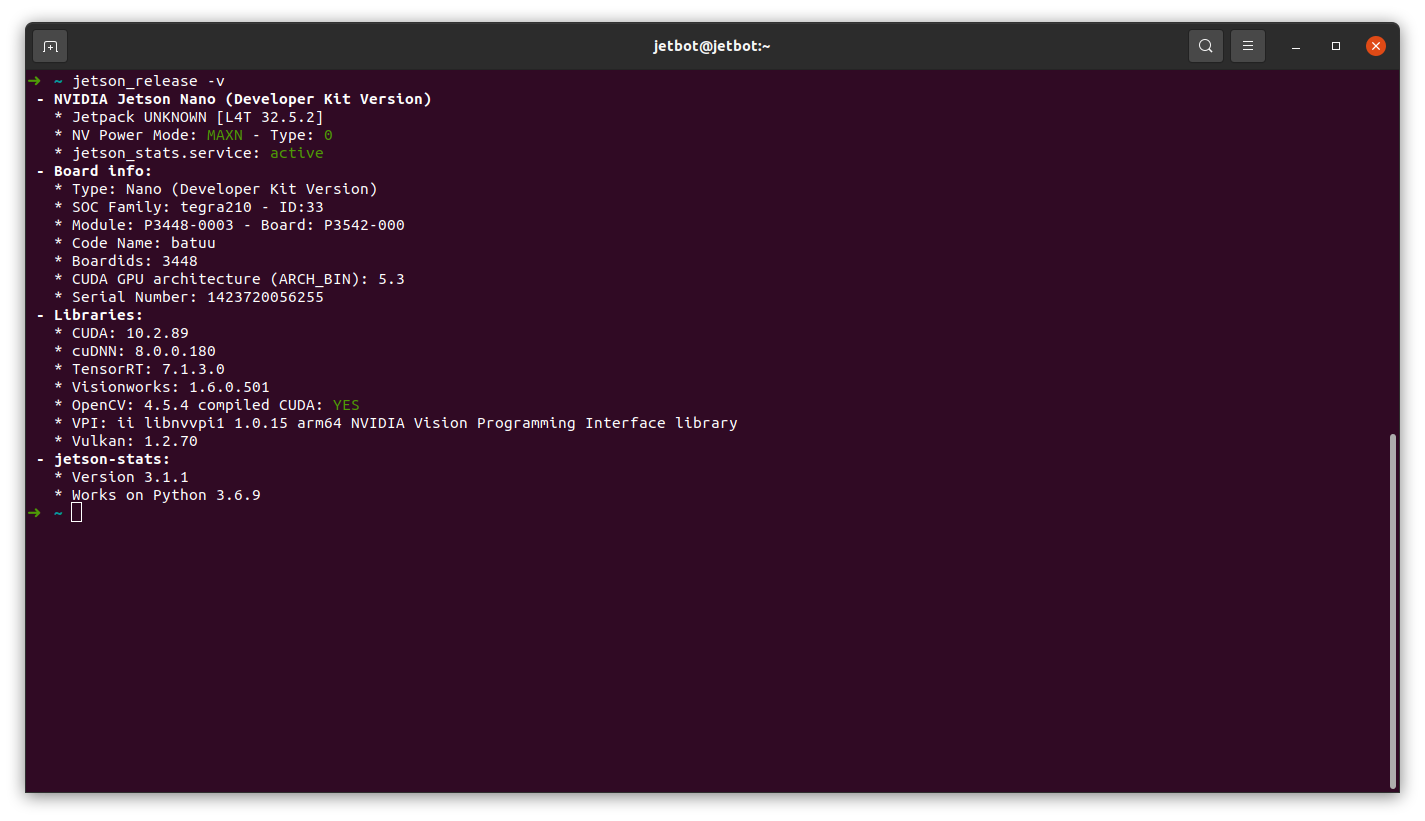 jetbot@jetbot:~
➜ ~ jetson_release -v
- NVIDIA Jetson Nano (Developer Kit Version)
* Jetpack UNKNOWN [L4T 32.5.2]
* NV Power Mode: MAXN - Type: 0
* jetson_stats.service: active
- Board info:
* Type: Nano (Developer Kit Version)
* SOC Family: tegra210 - ID:33
* Module: P3448-0003 - Board: P3542-000
* Code Name: batuu
* Boardids: 3448
* CUDA GPU architecture (ARCH_BIN): 5.3
* Serial Number: 1423720056255
- Libraries:
* CUDA: 10.2.89
* cuDNN: 8.0.0.180
* TensorRT: 7.1.3.0
* Visionworks: 1.6.0.501
* OpenCV: 4.5.4 compiled CUDA: YES
* VPI: ii libnvvpi1 1.0.15 arm64 NVIDIA Vision Programming Interface library
* Vulkan: 1.2.70
- jetson-stats:
* Version 3.1.1
* Works on Python 3.6.9
➜ ~